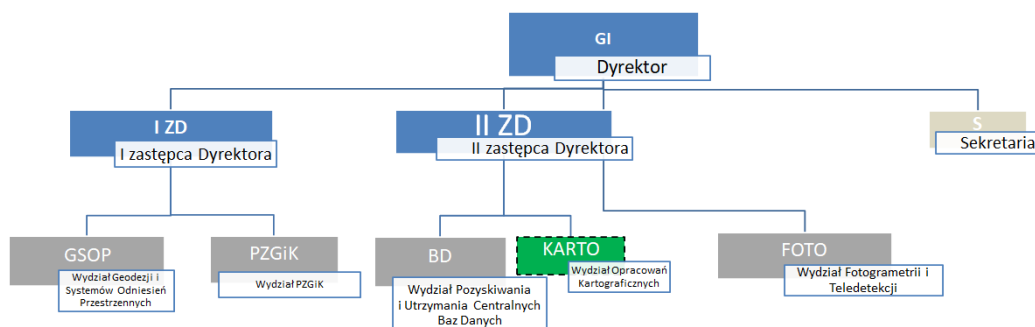 GI
Dyrektor
I ZD
I zastępca Dyrektora
II ZD
II zastępca Dyrektora
S
Sekretaria
GSOP
Wydział Geodezji i
Systemów Odniesień
Przestrzennych
PZGiK
Wydział PZGiK
BD
Wydział Pozyskiwania
i Utrzymania Centralnych
Baz Danych
KARTO
Wydział Opracowań
Kartograficznych
FOTO
Wydział Fotogrametrii i
Teledetekcji